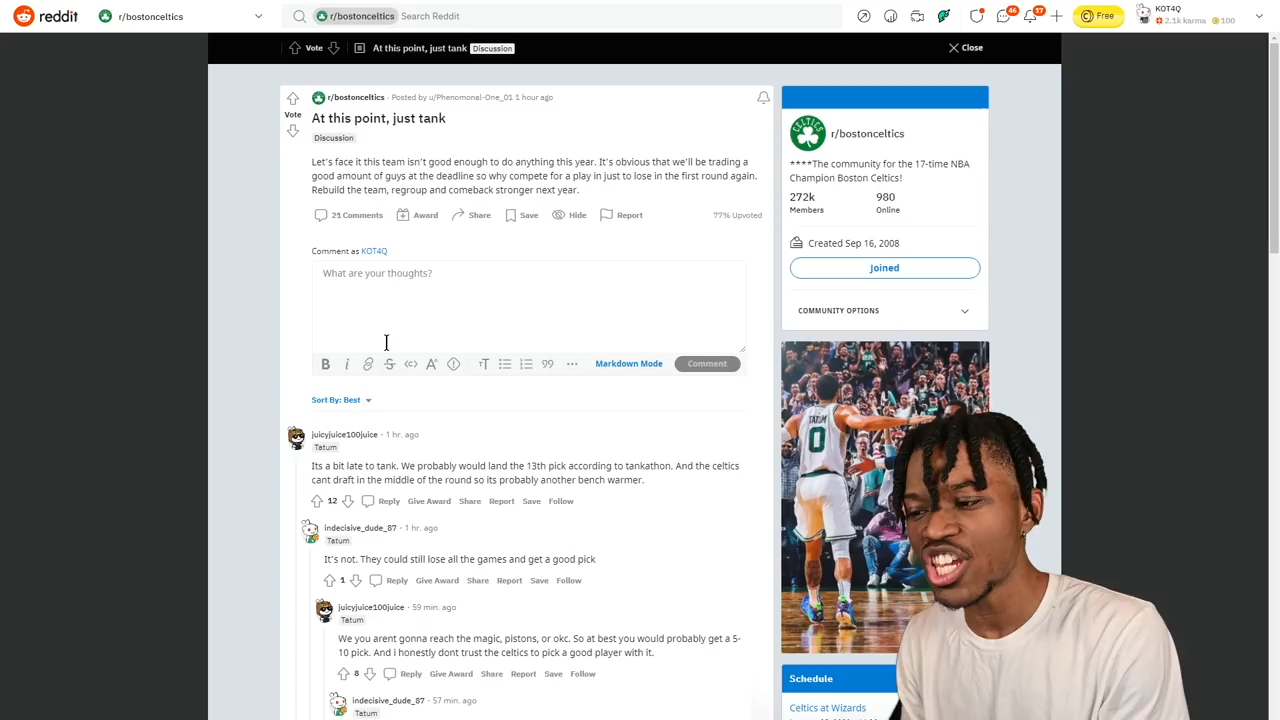 reddit
r/bostonceltics
r/bostonceltics Search Reddit
46
17
Free
KOT4Q
2.1k karma 100
Vote
At this point, just tank Discussion
Close
r/bostonceltics · Posted by u/Phenomonal-One_01 1 hour ago
Vote
At this point, just tank
Discussion
Let's face it this team isn't good enough to do anything this year. It's obvious that we'll be trading a
good amount of guys at the deadline so why compete for a play in just to lose in the first round again.
Rebuild the team, regroup and comeback stronger next year.
21 Comments Award Share Save Hide Report 77% Upvoted
Comment as KOT4Q
What are your thoughts?
Markdown Mode Comment
Sort By: Best
juicyjuice100juice · 1 hr. ago
Tatum
Its a bit late to tank. We probably would land the 13th pick according to tankathon. And the celtics
cant draft in the middle of the round so its probably another bench warmer.
12 Reply Give Award Share Report Save Follow
indecisive_dude_87 · 1 hr. ago
Tatum
It's not. They could still lose all the games and get a good pick
1 Reply Give Award Share Report Save Follow
juicyjuice100juice · 59 min. ago
Tatum
We you arent gonna reach the magic, pistons, or okc. So at best you would probably get a 5-
10 pick. And i honestly dont trust the celtics to pick a good player with it.
8 Reply Give Award Share Report Save Follow
indecisive_dude_87 · 57 min. ago
Tatum
CELTICS
r/bostonceltics
****The community for the 17-time NBA
Champion Boston Celtics!
272k 980
Members Online
Created Sep 16, 2008
Joined
COMMUNITY OPTIONS
TATUM
0
Schedule
Celtics at Wizards